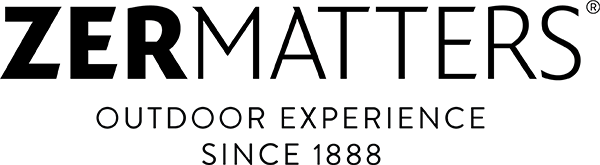 ZERMATTERS®
OUTDOOR EXPERIENCE
SINCE 1888